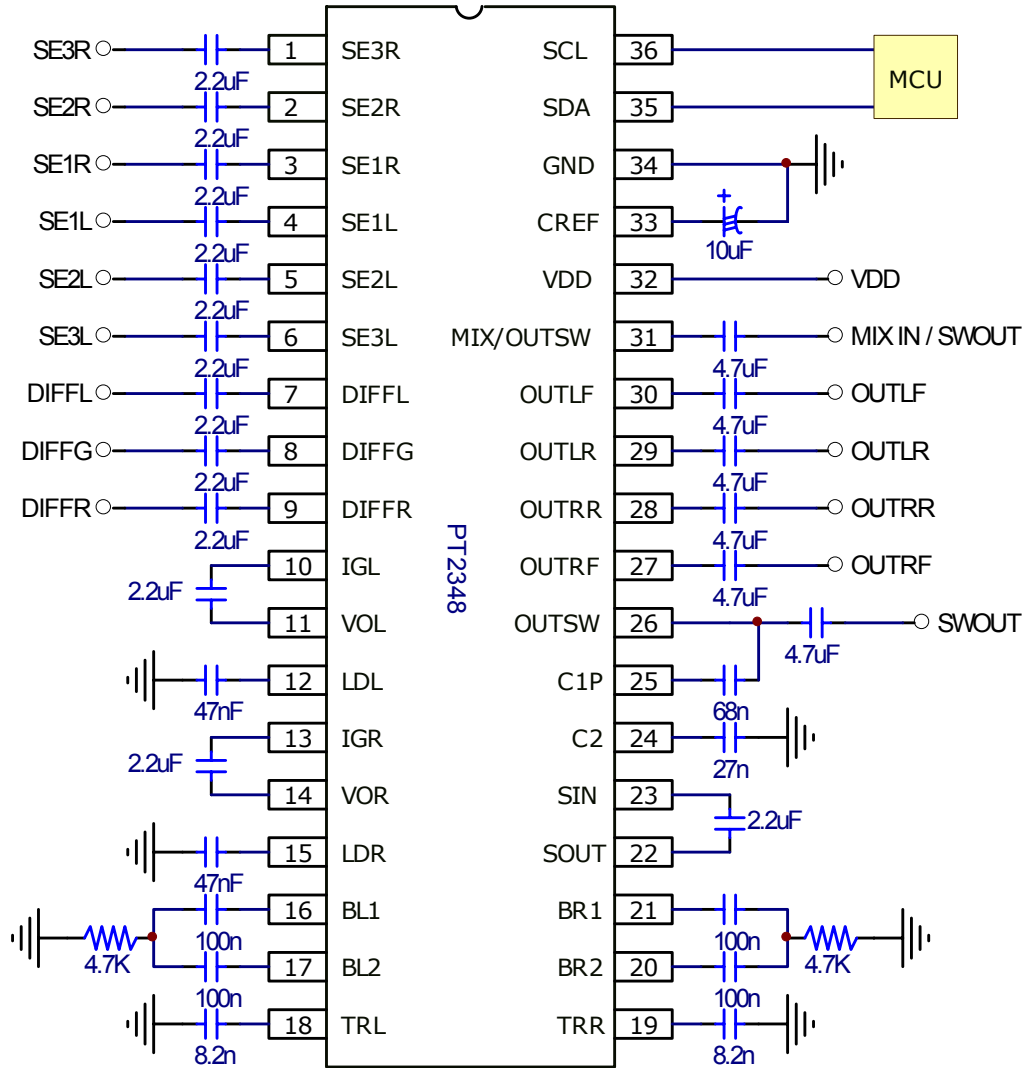 SE3R 1 SE3R SCL 36 MCU
2.2uF
SE2R 2 SE2R SDA 35
2.2uF
SE1R 3 SE1R GND 34
2.2uF
SE1L 4 SE1L CREF 33 +
2.2uF 10uF
SE2L 5 SE2L VDD 32 VDD
2.2uF
SE3L 6 SE3L MIX/OUTSW 31 MIX IN / SWOUT
2.2uF 4.7uF
DIFFL 7 DIFFL OUTLF 30 OUTLF
2.2uF 4.7uF
DIFFG 8 DIFFG OUTLR 29 OUTLR
2.2uF 4.7uF
DIFFR 9 DIFFR OUTRR 28 OUTRR
2.2uF 4.7uF
PT2348
10 IGL OUTRF 27 OUTRF
2.2uF 4.7uF
11 VOL OUTSW 26 SWOUT
4.7uF
12 LDL C1P 25
47nF 68n
13 IGR C2 24
2.2uF 27n
14 VOR SIN 23
2.2uF
15 LDR SOUT 22
47nF
16 BL1 BR1 21
4.7K 100n 100n 4.7K
17 BL2 BR2 20
100n 100n
18 TRL TRR 19
8.2n 8.2n